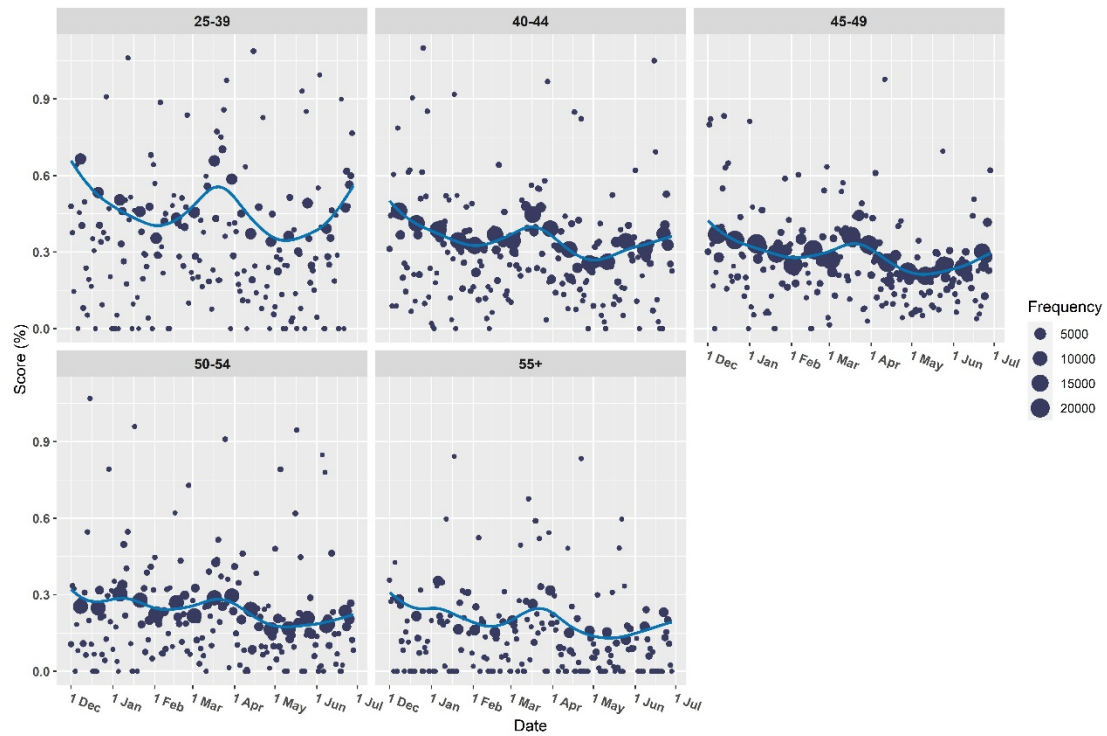 25-39 40-44 45-49
0.9
0.6
0.3
0.0
1 Dec 1 Jan 1 Feb 1 Mar 1 Apr 1 May 1 Jun 1 Jul
Frequency
5000
10000
15000
20000
Score (%)
50-54 55+
0.9
0.6
0.3
0.0
1 Dec 1 Jan 1 Feb 1 Mar 1 Apr 1 May 1 Jun 1 Jul 1 Dec 1 Jan 1 Feb 1 Mar 1 Apr 1 May 1 Jun 1 Jul
Date